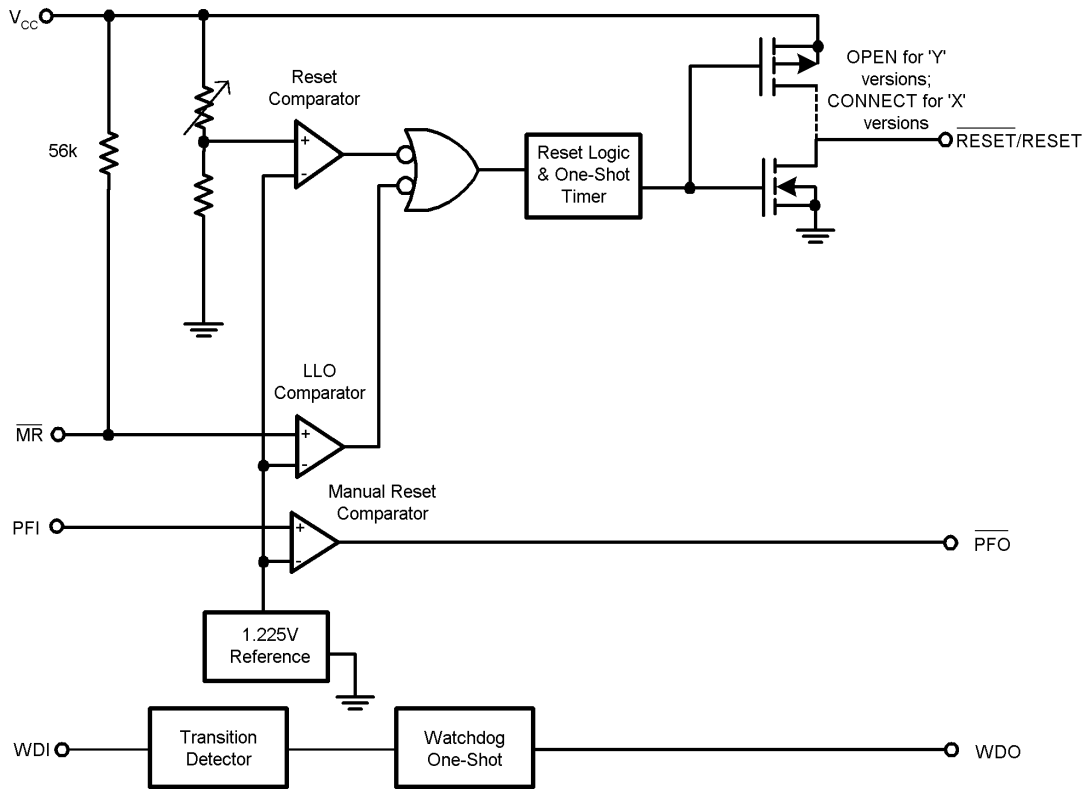 VCC
Reset
Comparator
OPEN for 'Y'
versions;
CONNECT for 'X'
versions
56k
+
-
Reset Logic
& One-Shot
Timer
RESET/RESET
LLO
Comparator
MR
+
-
Manual Reset
Comparator
PFI
+
-
PFO
1.225V
Reference
WDI
Transition
Detector
Watchdog
One-Shot
WDO